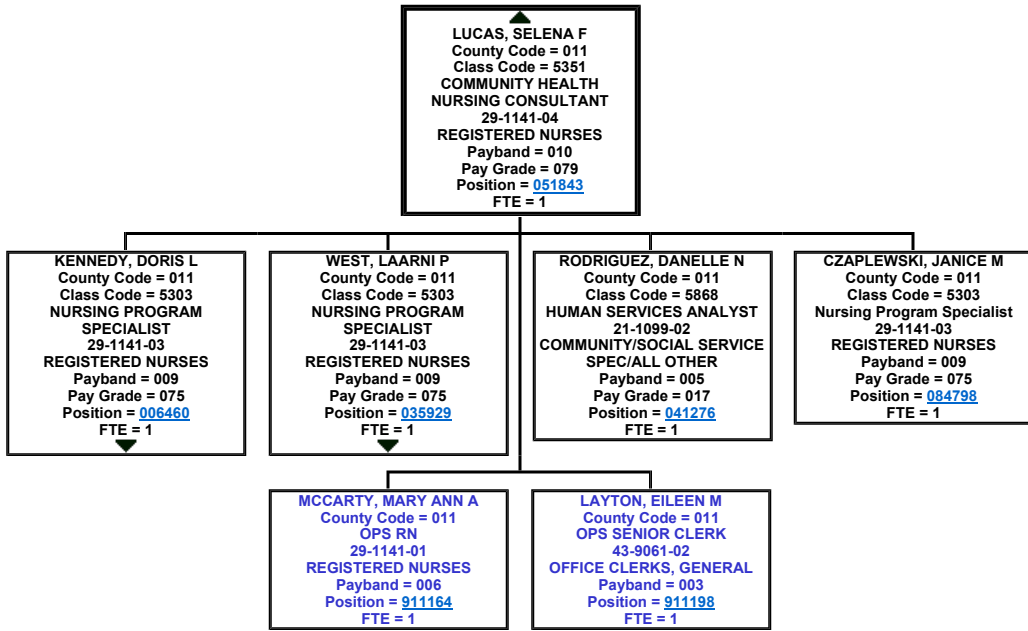 LUCAS, SELENA F
County Code = 011
Class Code = 5351
COMMUNITY HEALTH
NURSING CONSULTANT
29-1141-04
REGISTERED NURSES
Payband = 010
Pay Grade = 079
Position = 051843
FTE = 1
KENNEDY, DORIS L
County Code = 011
Class Code = 5303
NURSING PROGRAM
SPECIALIST
29-1141-03
REGISTERED NURSES
Payband = 009
Pay Grade = 075
Position = 006460
FTE = 1
WEST, LAARNI P
County Code = 011
Class Code = 5303
NURSING PROGRAM
SPECIALIST
29-1141-03
REGISTERED NURSES
Payband = 009
Pay Grade = 075
Position = 035929
FTE = 1
RODRIGUEZ, DANELLE N
County Code = 011
Class Code = 5868
HUMAN SERVICES ANALYST
21-1099-02
COMMUNITY/SOCIAL SERVICE
SPEC/ALL OTHER
Payband = 005
Pay Grade = 017
Position = 041276
FTE = 1
CZAPLEWSKI, JANICE M
County Code = 011
Class Code = 5303
Nursing Program Specialist
29-1141-03
REGISTERED NURSES
Payband = 009
Pay Grade = 075
Position = 084798
FTE = 1
MCCARTY, MARY ANN A
County Code = 011
OPS RN
29-1141-01
REGISTERED NURSES
Payband = 006
Position = 911164
FTE = 1
LAYTON, EILEEN M
County Code = 011
OPS SENIOR CLERK
43-9061-02
OFFICE CLERKS, GENERAL
Payband = 003
Position = 911198
FTE = 1